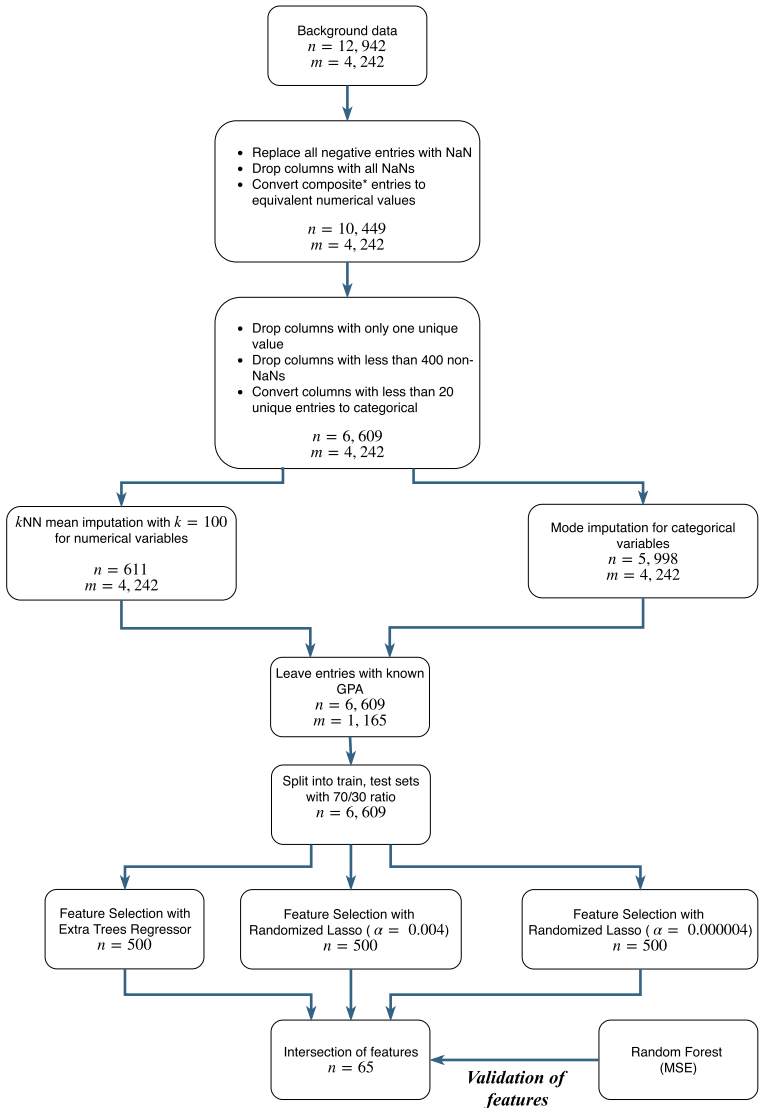 Background data
n = 12, 942
m = 4, 242
• Replace all negative entries with NaN
• Drop columns with all NaNs
• Convert composite* entries to
equivalent numerical values
n = 10, 449
m = 4, 242
• Drop columns with only one unique
value
• Drop columns with less than 400 non-
NaNs
• Convert columns with less than 20
unique entries to categorical
n = 6, 609
m = 4, 242
kNN mean imputation with k = 100
for numerical variables
n = 611
m = 4, 242
Mode imputation for categorical
variables
n = 5, 998
m = 4, 242
Leave entries with known
GPA
n = 6, 609
m = 1, 165
Split into train, test sets
with 70/30 ratio
n = 6, 609
Feature Selection with
Extra Trees Regressor
n = 500
Feature Selection with
Randomized Lasso ( α = 0.004)
n = 500
Feature Selection with
Randomized Lasso ( α = 0.000004)
n = 500
Intersection of features
n = 65
Validation of
features
Random Forest
(MSE)